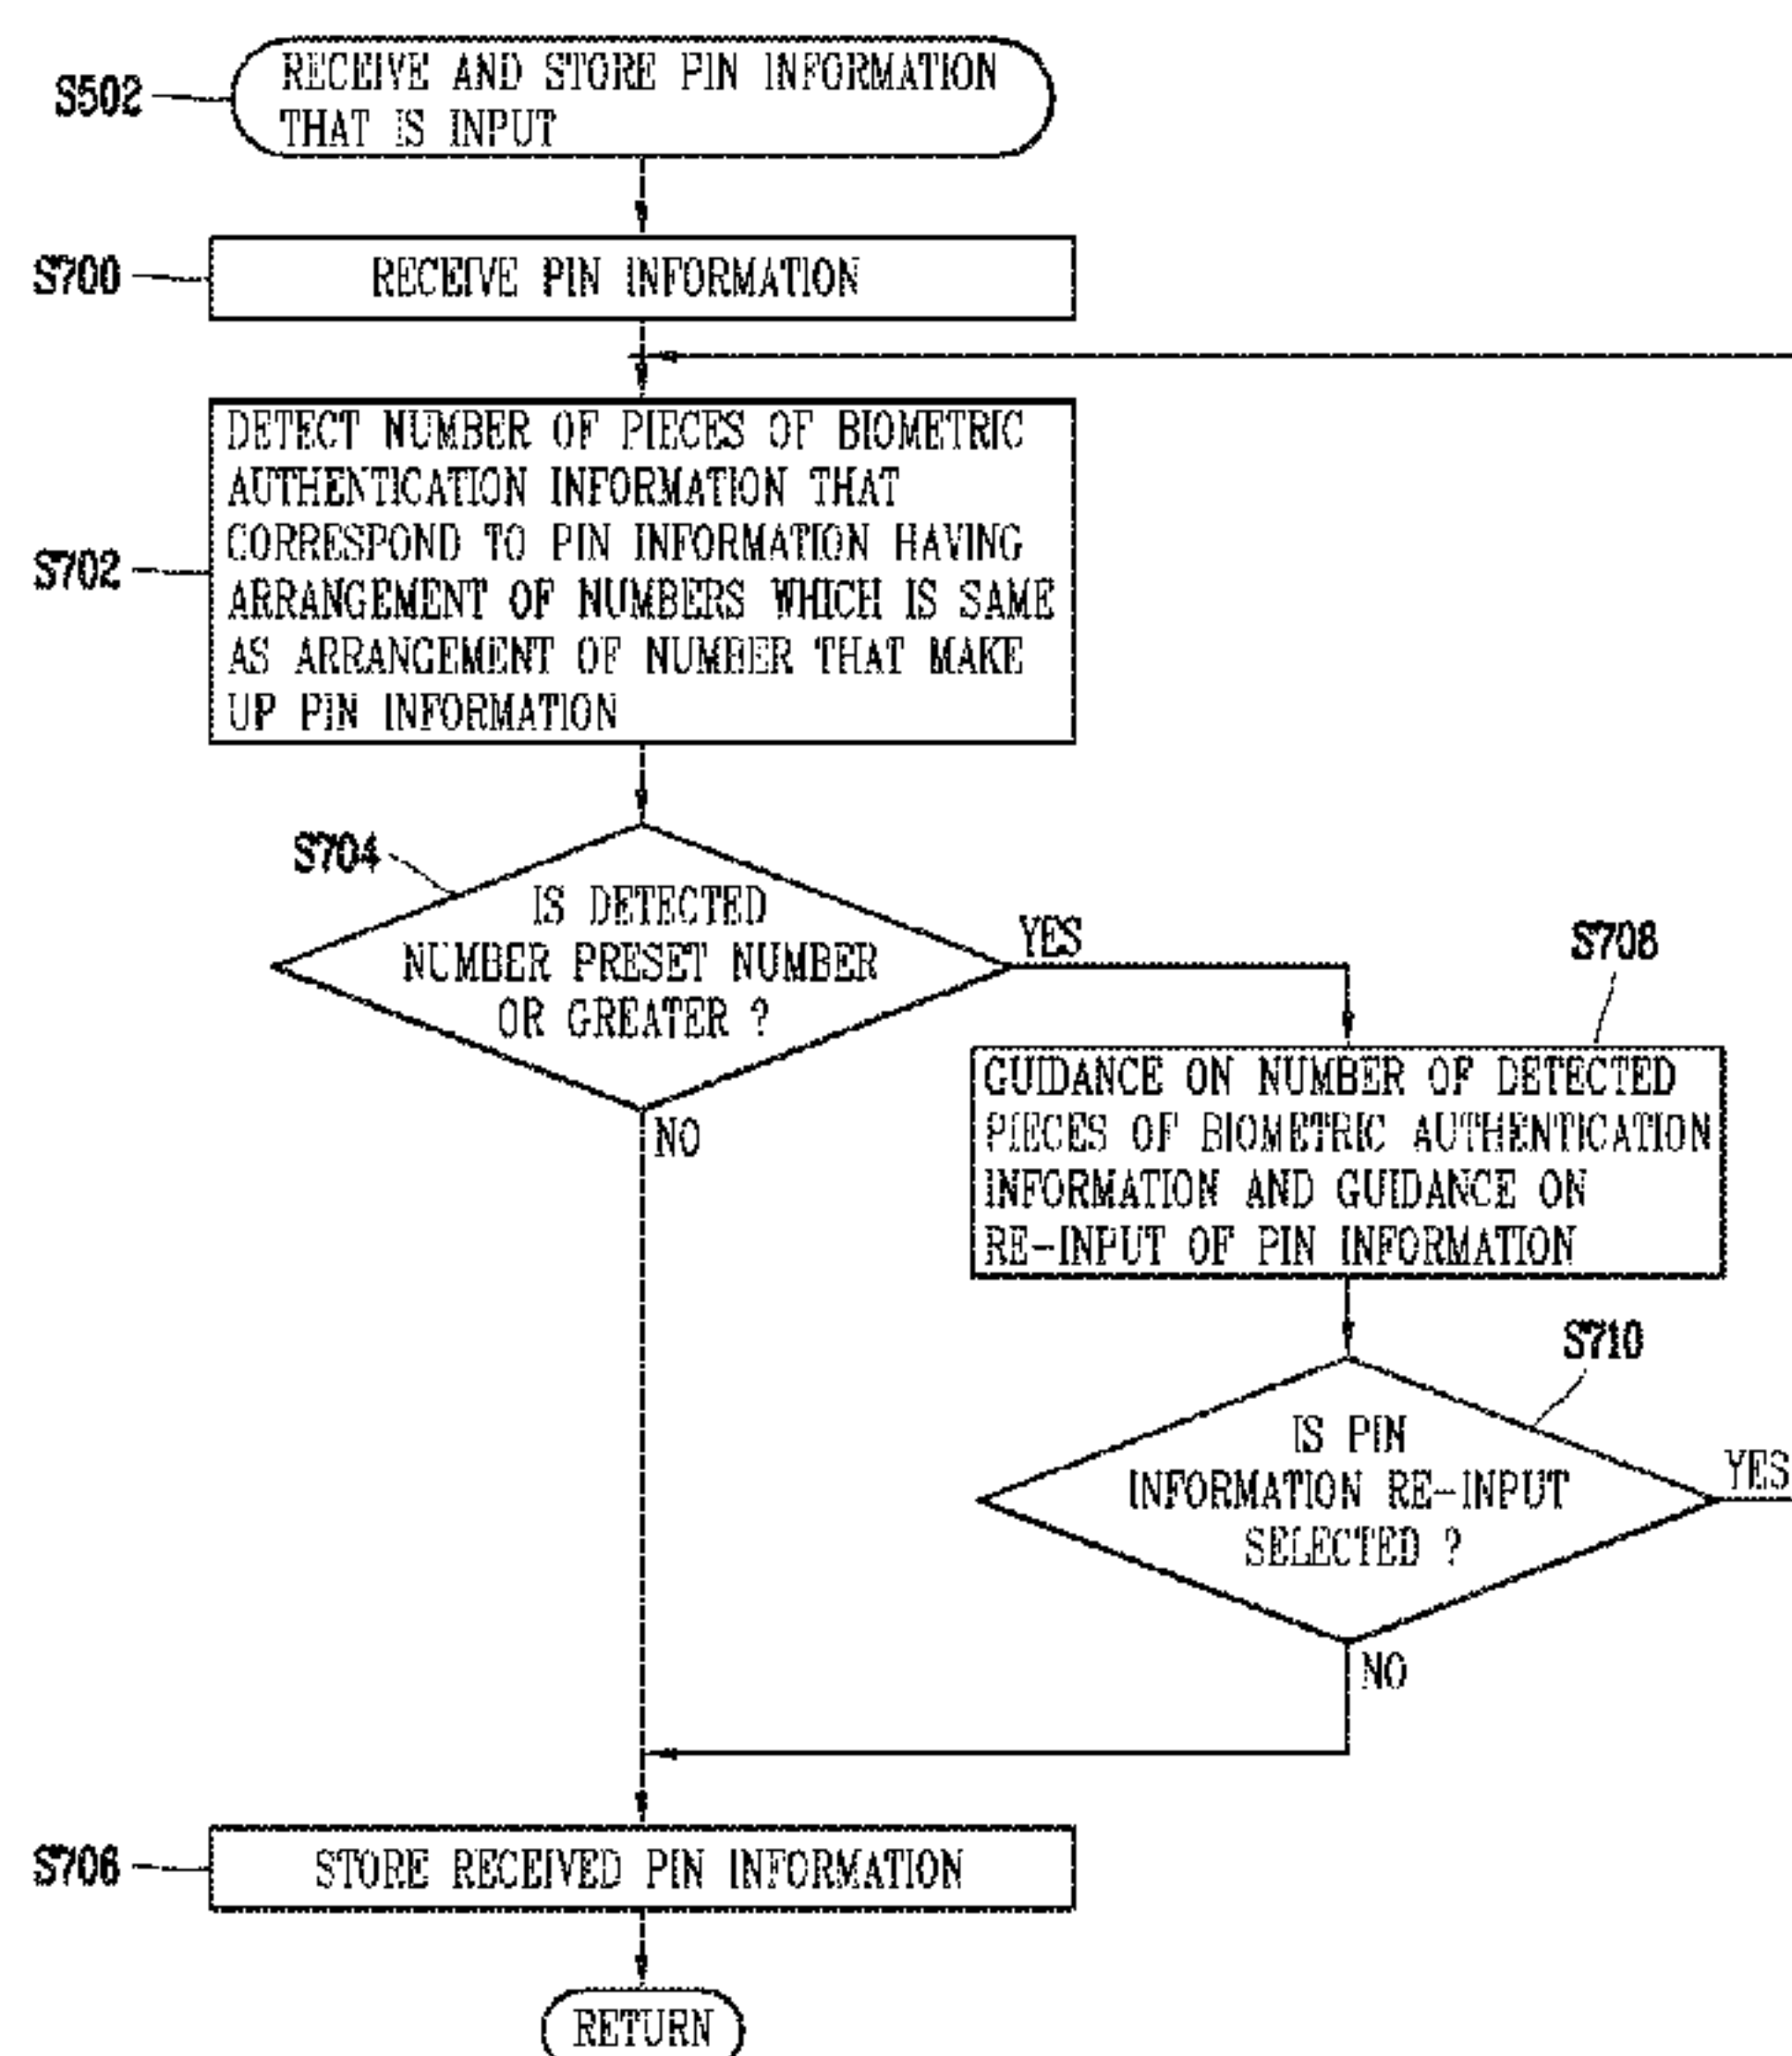 S502
RECEIVE AND STORE PIN INFORMATION
THAT IS INPUT
S700
RECEIVE PIN INFORMATION
S702
DETECT NUMBER OF PIECES OF BIOMETRIC
AUTHENTICATION INFORMATION THAT
CORRESPOND TO PIN INFORMATION HAVING
ARRANGEMENT OF NUMBERS WHICH IS SAME
AS ARRANGEMENT OF NUMBER THAT MAKE
UP PIN INFORMATION
S704
IS DETECTED
NUMBER PRESET NUMBER
OR GREATER ?
YES
NO
S708
GUIDANCE ON NUMBER OF DETECTED
PIECES OF BIOMETRIC AUTHENTICATION
INFORMATION AND GUIDANCE ON
RE-INPUT OF PIN INFORMATION
S710
IS PIN
INFORMATION RE-INPUT
SELECTED ?
YES
NO
S706
STORE RECEIVED PIN INFORMATION
RETURN